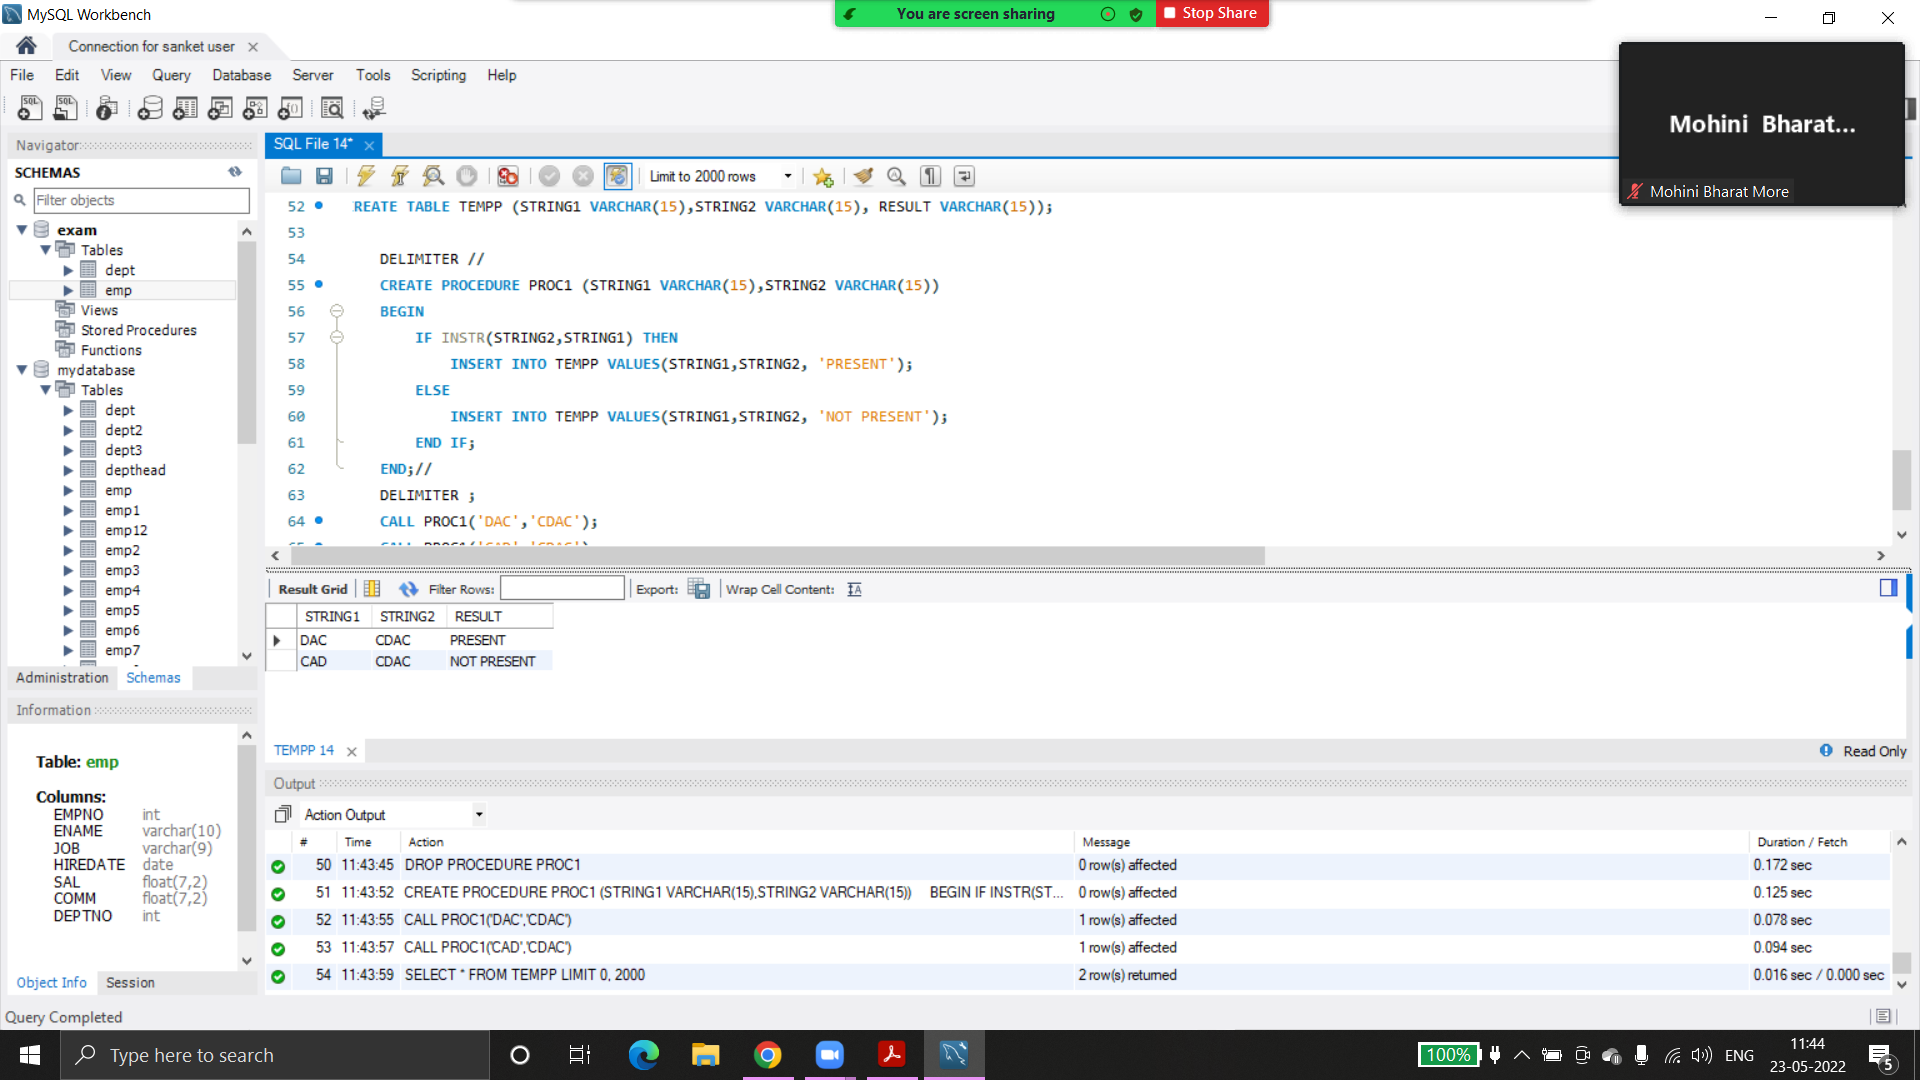 MySQL Workbench
You are screen sharing
Stop Share
Connection for sanket user
File Edit View Query Database Server Tools Scripting Help
Mohini Bharat...
Mohini Bharat More
Navigator
SCHEMAS
Filter objects
exam
Tables
dept
emp
Views
Stored Procedures
Functions
mydatabase
Tables
dept
dept2
dept3
depthead
emp
emp1
emp12
emp2
emp3
emp4
emp5
emp6
emp7
Administration Schemas
Information
Table: emp
Columns:
EMPNO int
ENAME varchar(10)
JOB varchar(9)
HIREDATE date
SAL float(7,2)
COMM float(7,2)
DEPTNO int
Object Info Session
Query Completed
SQL File 14*
Limit to 2000 rows
52 REATE TABLE TEMPP (STRING1 VARCHAR(15),STRING2 VARCHAR(15), RESULT VARCHAR(15));
53
54 DELIMITER //
55 CREATE PROCEDURE PROC1 (STRING1 VARCHAR(15),STRING2 VARCHAR(15))
56 BEGIN
57 IF INSTR(STRING2,STRING1) THEN
58 INSERT INTO TEMPP VALUES(STRING1,STRING2, 'PRESENT');
59 ELSE
60 INSERT INTO TEMPP VALUES(STRING1,STRING2, 'NOT PRESENT');
61 END IF;
62 END;//
63 DELIMITER ;
64 CALL PROC1('DAC','CDAC');
Result Grid Filter Rows: Export: Wrap Cell Content:
STRING1 STRING2 RESULT
DAC CDAC PRESENT
CAD CDAC NOT PRESENT
TEMPP 14
Read Only
Output
Action Output
# Time Action Message Duration / Fetch
50 11:43:45 DROP PROCEDURE PROC1 0 row(s) affected 0.172 sec
51 11:43:52 CREATE PROCEDURE PROC1 (STRING1 VARCHAR(15),STRING2 VARCHAR(15)) BEGIN IF INSTR(ST... 0 row(s) affected 0.125 sec
52 11:43:55 CALL PROC1('DAC','CDAC') 1 row(s) affected 0.078 sec
53 11:43:57 CALL PROC1('CAD','CDAC') 1 row(s) affected 0.094 sec
54 11:43:59 SELECT * FROM TEMPP LIMIT 0, 2000 2 row(s) returned 0.016 sec / 0.000 sec
Type here to search
100%
ENG
11:44
23-05-2022
5